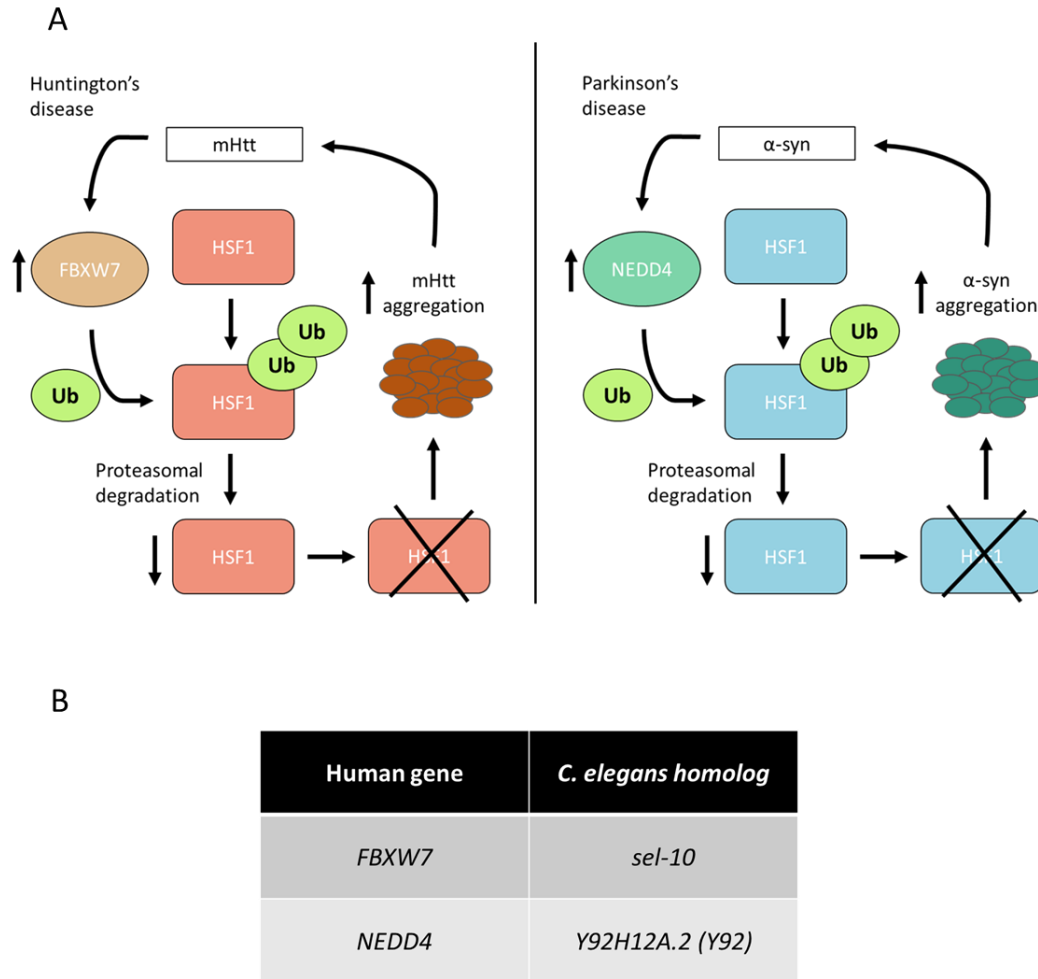 A
Huntington's
disease
mHtt
FBXW7
HSF1
mHtt
aggregation
Ub
Ub
Ub
HSF1
Proteasomal
degradation
HSF1
HSF1
Parkinson's
disease
α-syn
NEDD4
HSF1
α-syn
aggregation
Ub
Ub
Ub
HSF1
Proteasomal
degradation
HSF1
HSF1
B
Human gene C. elegans homolog
FBXW7 sel-10
NEDD4 Y92H12A.2 (Y92)